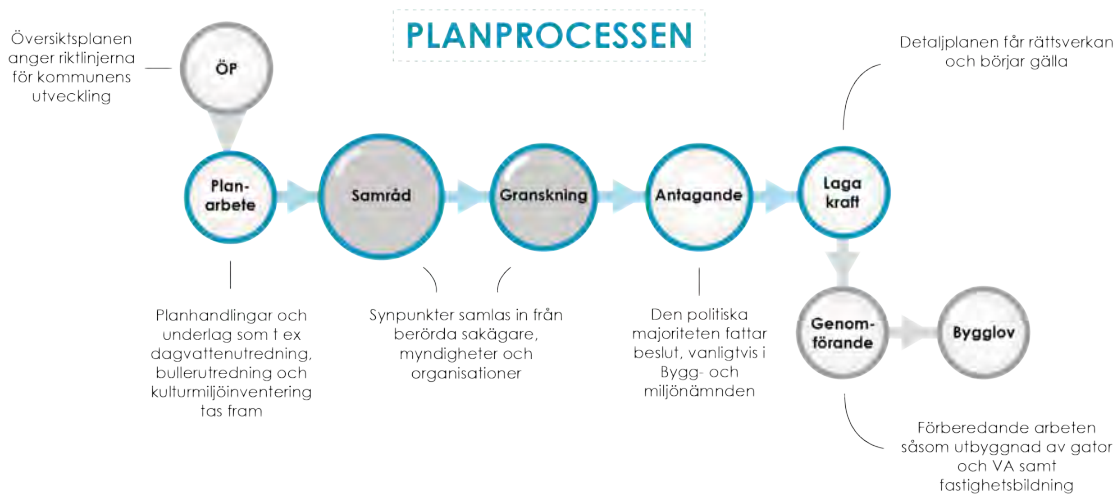 PLANPROCESSEN
Översiktsplanen
anger riktlinjerna
för kommunens
utveckling
ÖP
Detaljplanen får rättsverkan
och börjar gälla
Plan-
arbete
Samråd
Granskning
Antagande
Laga
kraft
Planhandlingar och
underlag som t ex
dagvattenutredning,
bullerutredning och
kulturmiljöinventering
tas fram
Synpunkter samlas in från
berörda sakägare,
myndigheter och
organisationer
Den politiska
majoriteten fattar
beslut, vanligtvis i
Bygg- och
miljönämnden
Genom-
förande
Bygglov
Förberedande arbeten
såsom utbyggnad av gator
och VA samt
fastighetsbildning